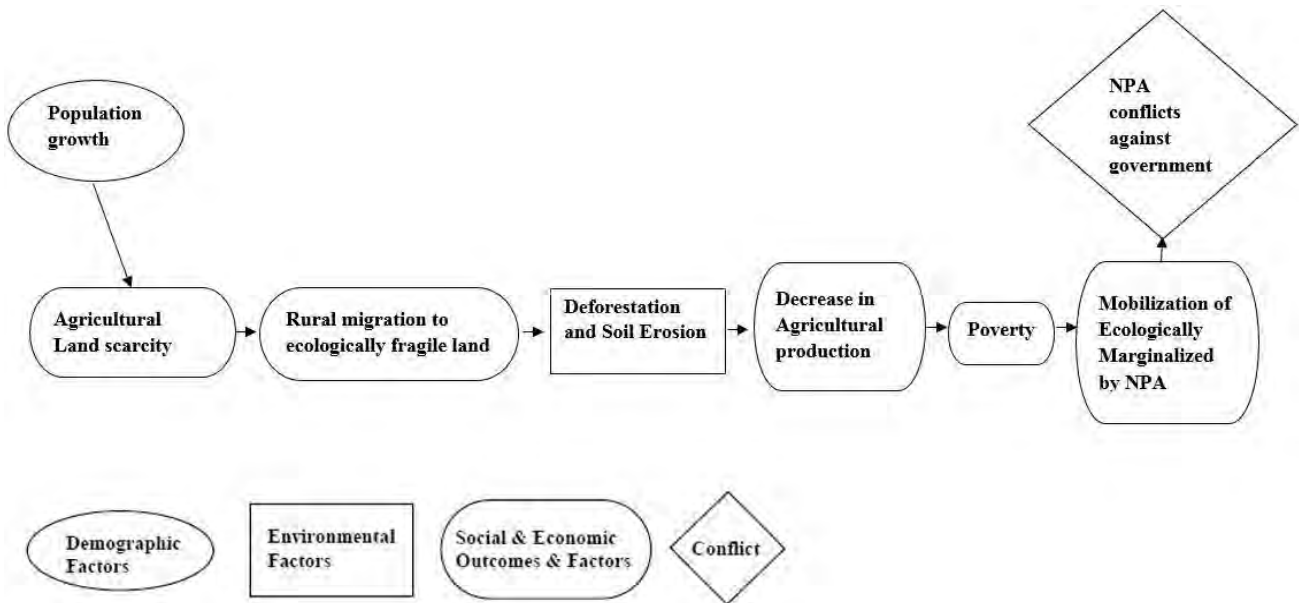 Population
growth
NPA
conflicts
against
government
Agricultural
Land scarcity
Rural migration to
ecologically fragile land
Deforestation
and Soil Erosion
Decrease in
Agricultural
production
Poverty
Mobilization of
Ecologically
Marginalized
by NPA
Demographic
Factors
Environmental
Factors
Social & Economic
Outcomes & Factors
Conflict